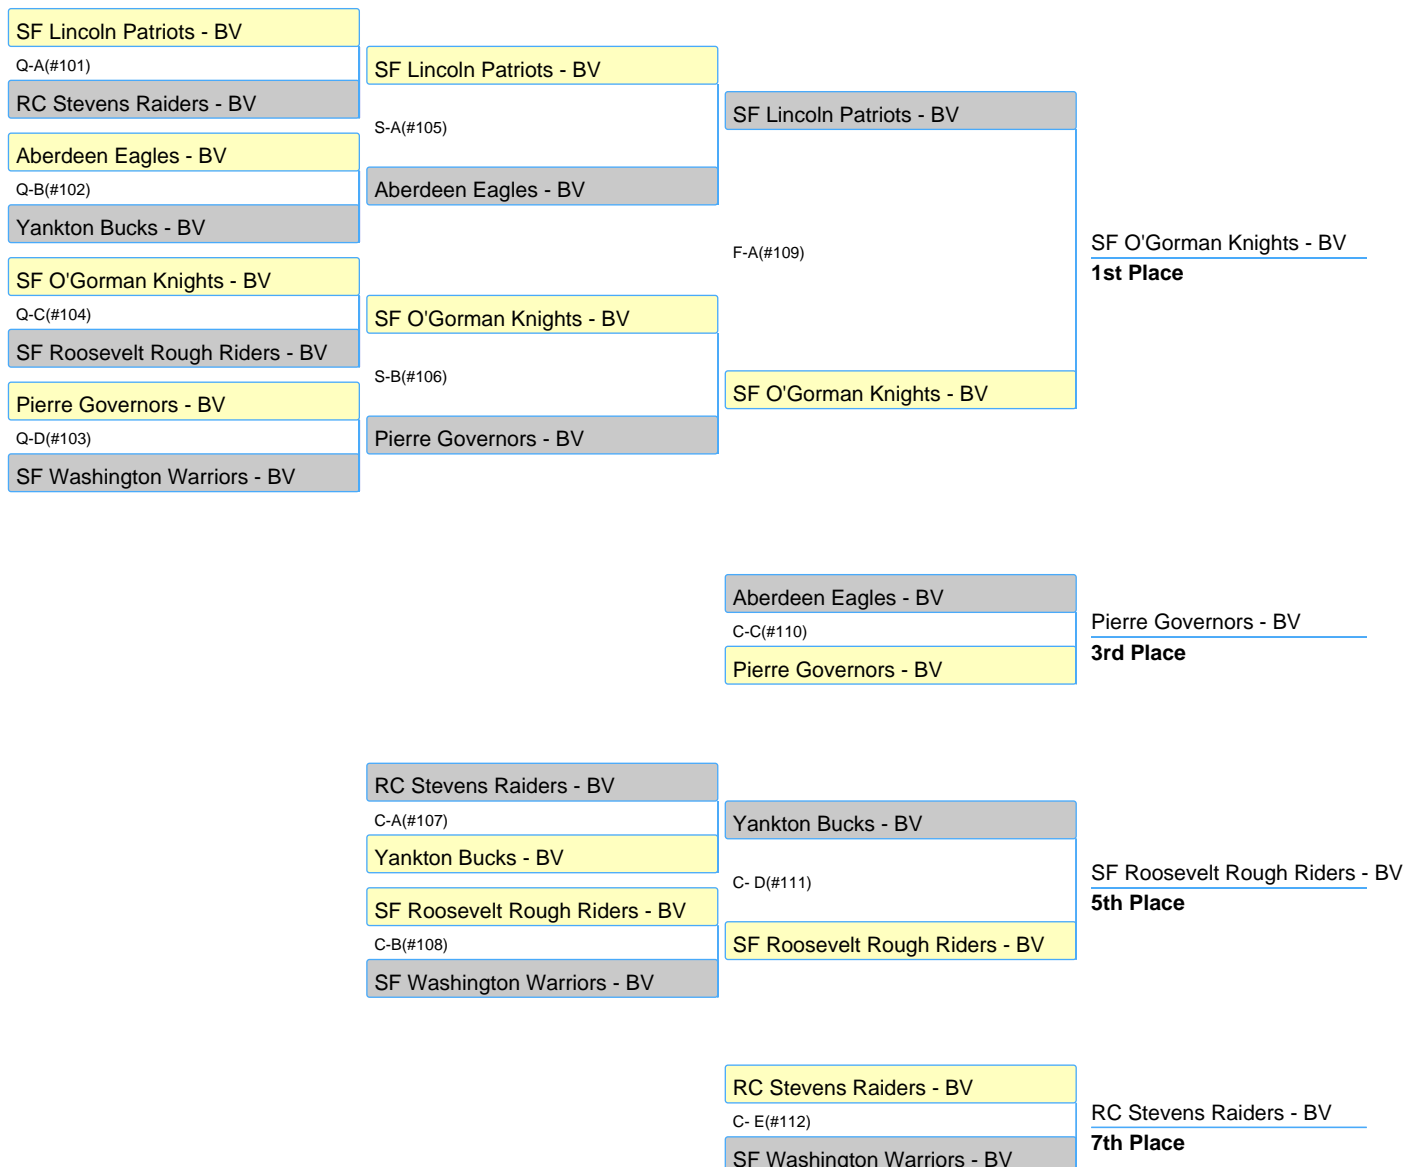 SF Lincoln Patriots - BV
Q-A(#101)
RC Stevens Raiders - BV
Aberdeen Eagles - BV
Q-B(#102)
Yankton Bucks - BV
SF O'Gorman Knights - BV
Q-C(#104)
SF Roosevelt Rough Riders - BV
Pierre Governors - BV
Q-D(#103)
SF Washington Warriors - BV
SF Lincoln Patriots - BV
S-A(#105)
Aberdeen Eagles - BV
SF O'Gorman Knights - BV
S-B(#106)
Pierre Governors - BV
SF Lincoln Patriots - BV
F-A(#109)
SF O'Gorman Knights - BV
SF O'Gorman Knights - BV
1st Place
Aberdeen Eagles - BV
C-C(#110)
Pierre Governors - BV
Pierre Governors - BV
3rd Place
RC Stevens Raiders - BV
C-A(#107)
Yankton Bucks - BV
SF Roosevelt Rough Riders - BV
C-B(#108)
SF Washington Warriors - BV
Yankton Bucks - BV
C- D(#111)
SF Roosevelt Rough Riders - BV
SF Roosevelt Rough Riders - BV
5th Place
RC Stevens Raiders - BV
C- E(#112)
SF Washington Warriors - BV
RC Stevens Raiders - BV
7th Place